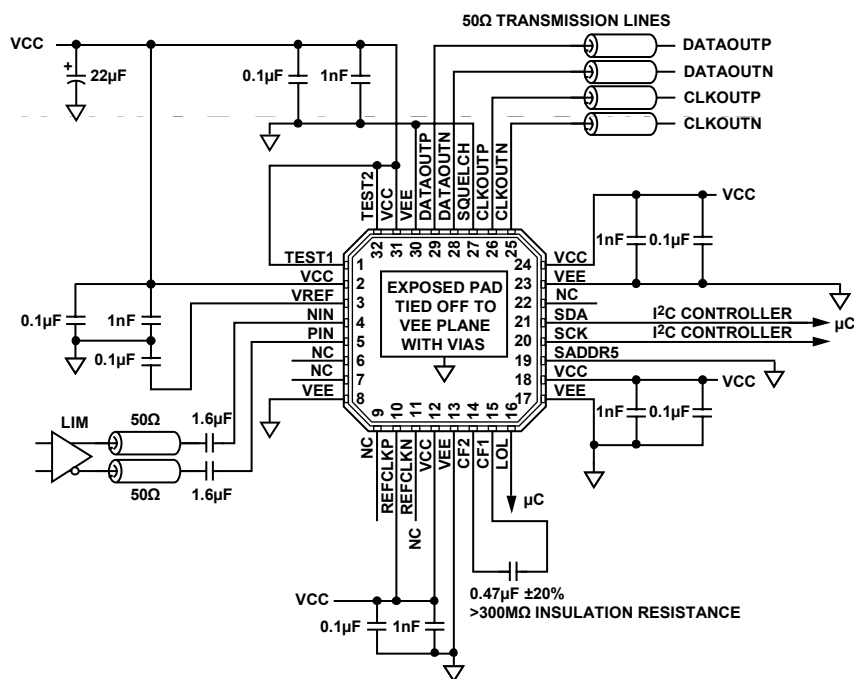 50Ω TRANSMISSION LINES
VCC
DATAOUTP
DATAOUTN
CLKOUTP
CLKOUTN
+
22µF
0.1µF
1nF
TEST2
VCC
VEE
DATAOUTP
DATAOUTN
SQUELCH
CLKOUTP
CLKOUTN
32
31
30
29
28
27
26
25
TEST1
1
VCC
2
VREF
3
NIN
4
PIN
5
NC
6
NC
7
VEE
8
EXPOSED PAD
TIED OFF TO
VEE PLANE
WITH VIAS
24
VCC
23
VEE
22
NC
21
SDA
20
SCK
19
SADDR5
18
VCC
17
VEE
VCC
1nF
0.1µF
I2C CONTROLLER
I2C CONTROLLER
µC
VCC
1nF
0.1µF
0.1µF
1nF
0.1µF
LIM
50Ω
1.6µF
50Ω
1.6µF
9
10
11
12
13
14
15
16
NC
REFCLKP
REFCLKN
VCC
VEE
CF2
CF1
LOL
NC
µC
VCC
0.1µF
1nF
0.47µF ±20%
>300MΩ INSULATION RESISTANCE